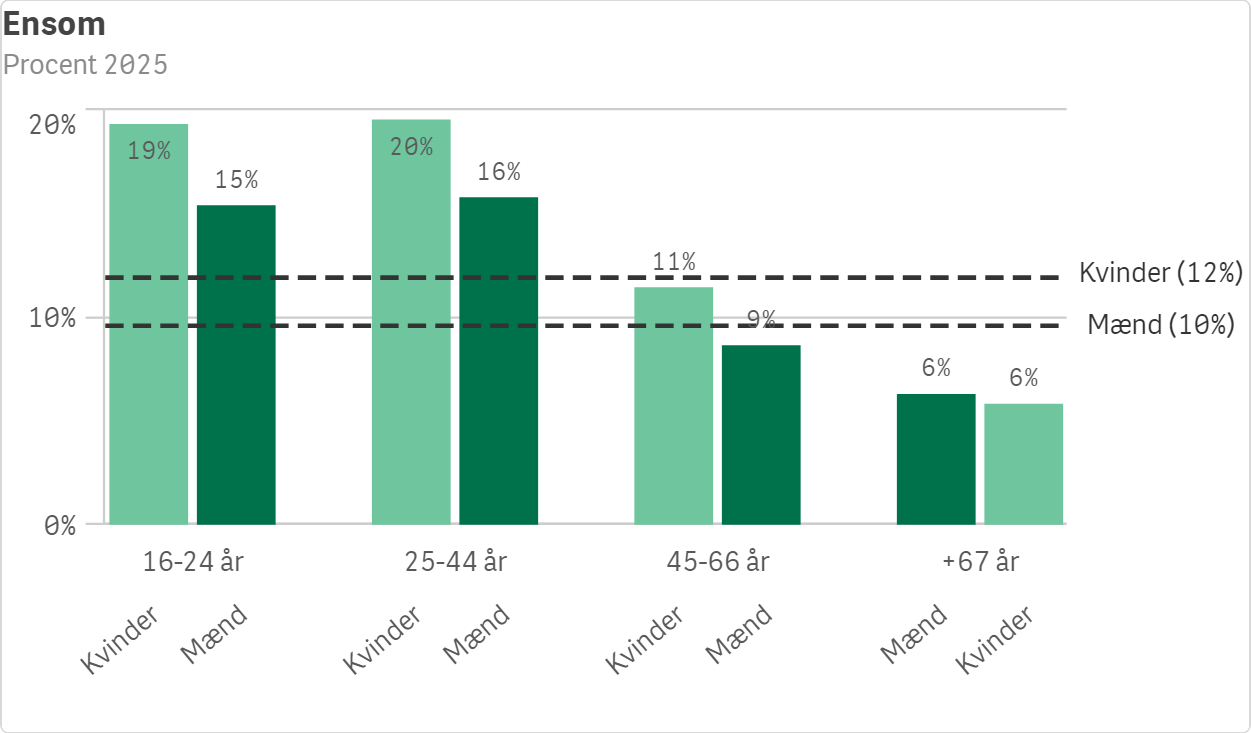 Ensom
Procent 2025
20%
10%
0%
19%
15%
20%
16%
11%
9%
6%
6%
Kvinder (12%)
Mænd (10%)
16-24 år
25-44 år
45-66 år
+67 år
Kvinder
Mænd
Kvinder
Mænd
Kvinder
Mænd
Mænd
Kvinder